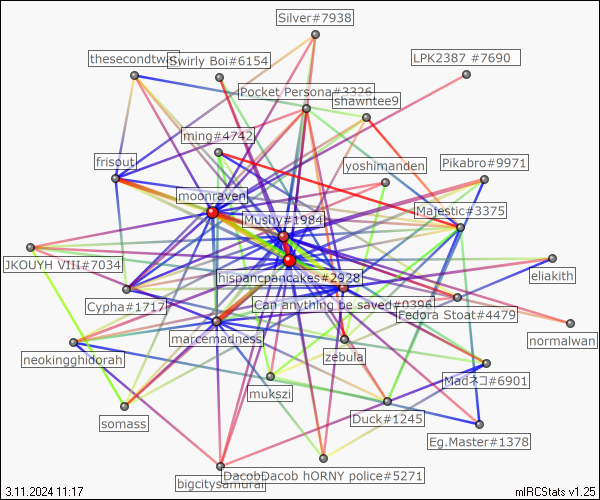 Silver#7938
thesecondtwa
Swirly Boi#6154
LPK2387 #7690
Pocket Persona#3326
shawntee9
ming#4742
frisout
yoshimanden
Pikabro#9971
moonraven
Mushy#1984
Majestic#3375
JKOUYH VIII#7034
hispancpancakes#2928
eliakith
Cypha#1717
Can anything be saved#0396
Fedora Stoat#4479
marcemadness
normalwan
neokingghidorah
zebula
Madネコ#6901
mukszi
somass
Duck#1245
Eg.Master#1378
DacobDacob hORNY police#5271
bigcitysamurai
3.11.2024 11:17
mIRCStats v1.25